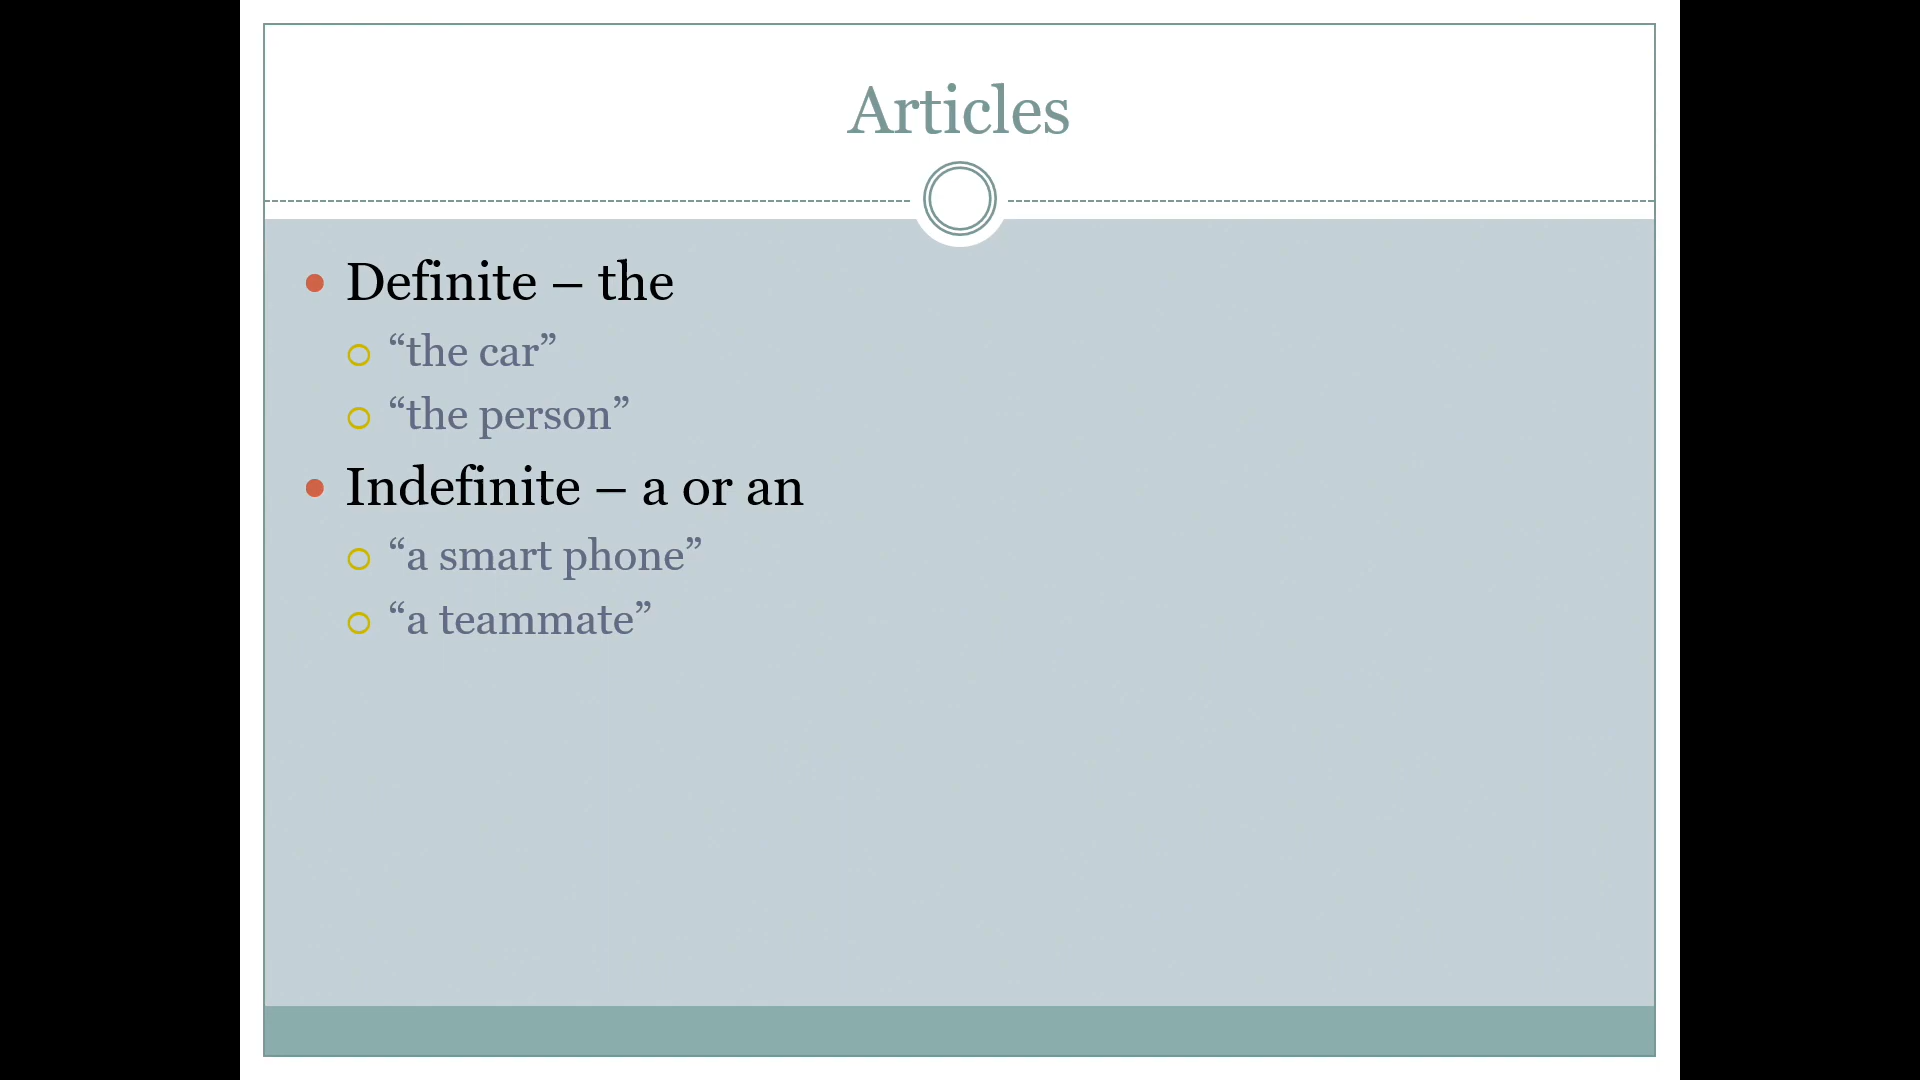 Articles
Definite – the
“the car”
“the person”
Indefinite – a or an
“a smart phone”
“a teammate”